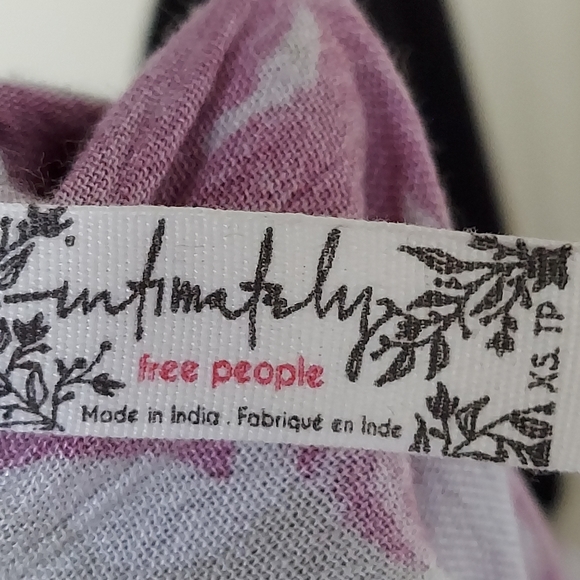 intimately
free people
Made in India . Fabriqué en Inde
XS. TP